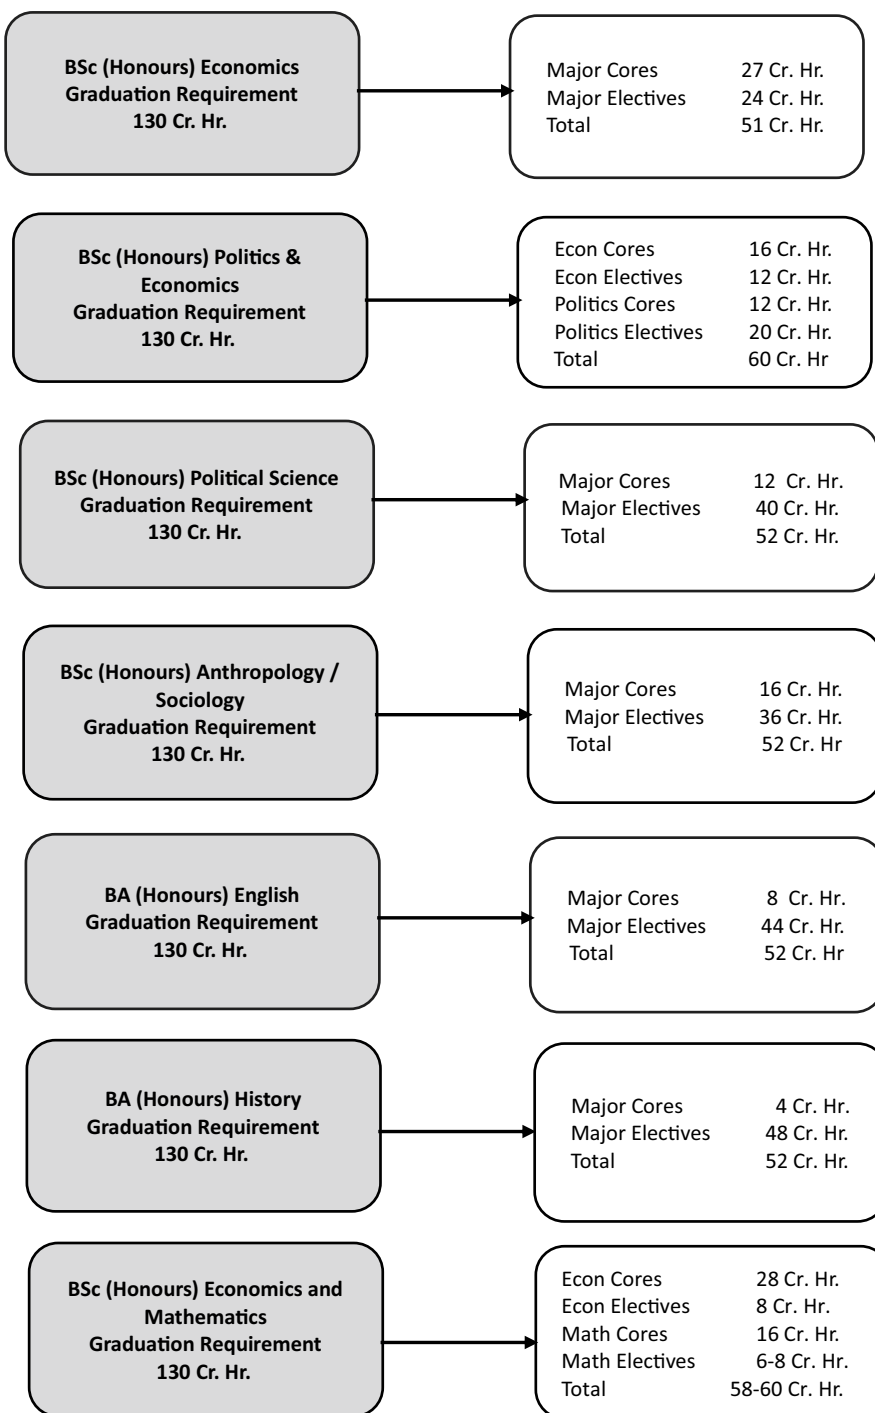 BSc (Honours) Economics
Graduation Requirement
130 Cr. Hr.
Major Cores 27 Cr. Hr.
Major Electives 24 Cr. Hr.
Total 51 Cr. Hr.
BSc (Honours) Politics &
Economics
Graduation Requirement
130 Cr. Hr.
Econ Cores 16 Cr. Hr.
Econ Electives 12 Cr. Hr.
Politics Cores 12 Cr. Hr.
Politics Electives 20 Cr. Hr.
Total 60 Cr. Hr
BSc (Honours) Political Science
Graduation Requirement
130 Cr. Hr.
Major Cores 12 Cr. Hr.
Major Electives 40 Cr. Hr.
Total 52 Cr. Hr.
BSc (Honours) Anthropology /
Sociology
Graduation Requirement
130 Cr. Hr.
Major Cores 16 Cr. Hr.
Major Electives 36 Cr. Hr.
Total 52 Cr. Hr
BA (Honours) English
Graduation Requirement
130 Cr. Hr.
Major Cores 8 Cr. Hr.
Major Electives 44 Cr. Hr.
Total 52 Cr. Hr
BA (Honours) History
Graduation Requirement
130 Cr. Hr.
Major Cores 4 Cr. Hr.
Major Electives 48 Cr. Hr.
Total 52 Cr. Hr.
BSc (Honours) Economics and
Mathematics
Graduation Requirement
130 Cr. Hr.
Econ Cores 28 Cr. Hr.
Econ Electives 8 Cr. Hr.
Math Cores 16 Cr. Hr.
Math Electives 6-8 Cr. Hr.
Total 58-60 Cr. Hr.